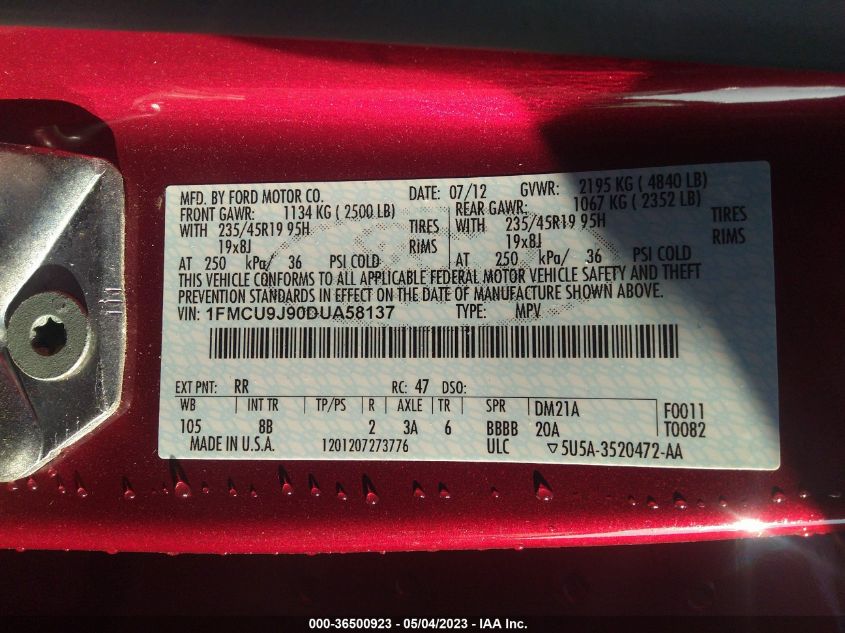 MFD. BY FORD MOTOR CO. DATE: 07/12 GVWR: 2195 KG ( 4840 LB)
FRONT GAWR: 1134 KG ( 2500 LB) REAR GAWR: 1067 KG ( 2352 LB)
WITH 235/45R19 95H TIRES WITH 235/45R19 95H TIRES
19x8J RIMS 19x8J RIMS
AT 250 kPa/ 36 PSI COLD AT 250 kPa/ 36 PSI COLD
THIS VEHICLE CONFORMS TO ALL APPLICABLE FEDERAL MOTOR VEHICLE SAFETY AND THEFT
PREVENTION STANDARDS IN EFFECT ON THE DATE OF MANUFACTURE SHOWN ABOVE.
VIN: 1FMCU9J90DUA58137 TYPE: MPV
EXT PNT: RR RC: 47 DSO:
WB INT TR TP/PS R AXLE TR SPR DM21A F0011
105 8B 2 3A 6 BBBB 20A T0082
MADE IN U.S.A. 1201207273776 ULC ▽5U5A-3520472-AA
000-36500923 - 05/04/2023 - IAA Inc.